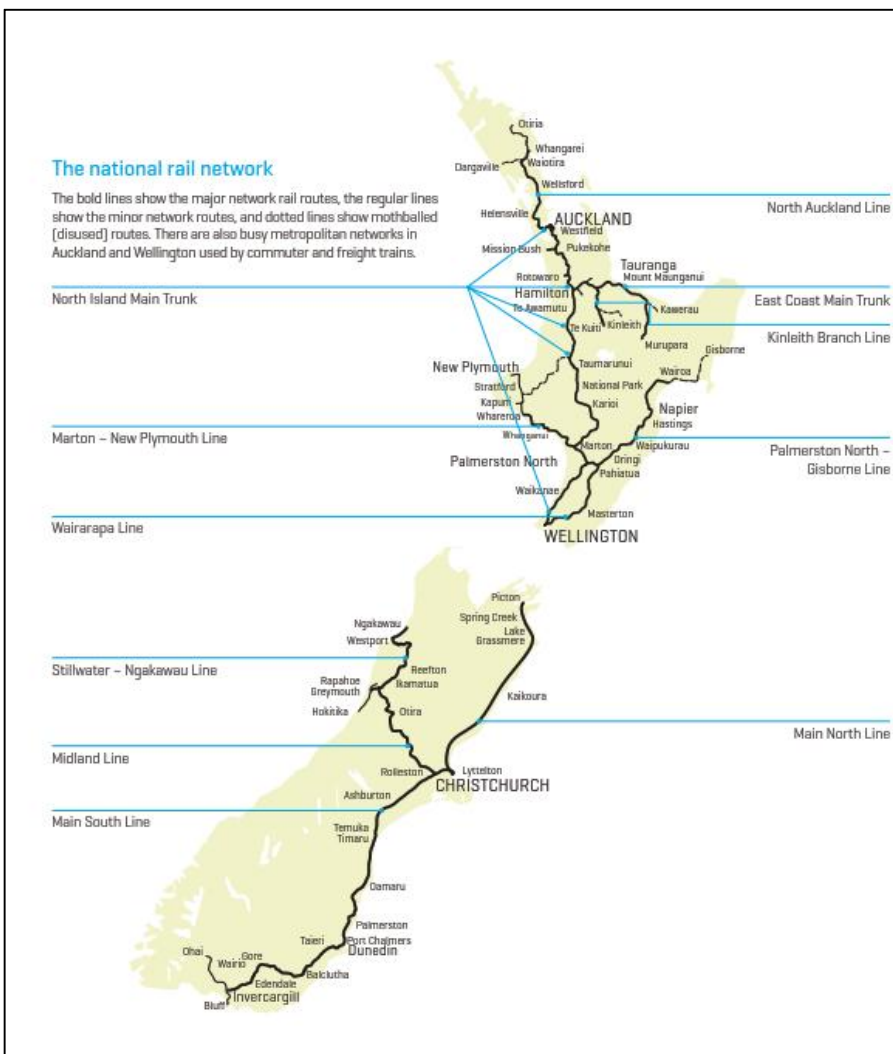 The national rail network
The bold lines show the major network rail routes, the regular lines
show the minor network routes, and dotted lines show mothballed
(disused) routes. There are also busy metropolitan networks in
Auckland and Wellington used by commuter and freight trains.
North Island Main Trunk
Marton – New Plymouth Line
Wairarapa Line
Otiria
Whangarei
Dargaville
Waiotira
Wellsford
North Auckland Line
Helensville
AUCKLAND
Westfield
Mission Bush
Pukekohe
Tauranga
Rotowaro
Mount Maunganui
Hamilton
East Coast Main Trunk
Te Awamutu
Kawerau
Te Kuiti
Kinleith
Kinleith Branch Line
Murupara
Gisborne
New Plymouth
Taumarunui
Wairoa
Stratford
National Park
Kapuni
Karioi
Napier
Whareroa
Hastings
Whanganui
Marton
Waipukurau
Palmerston North –
Gisborne Line
Palmerston North
Oringi
Pahiatua
Waikanae
Masterton
WELLINGTON
Picton
Spring Creek
Ngakawau
Lake
Grassmere
Westport
Stillwater – Ngakawau Line
Reefton
Rapahoe
Ikamatua
Greymouth
Kaikoura
Hokitika
Otira
Main North Line
Midland Line
Rolleston
Lyttelton
CHRISTCHURCH
Ashburton
Main South Line
Temuka
Timaru
Oamaru
Palmerston
Taieri
Port Chalmers
Dunedin
Ohai
Gore
Wairio
Balclutha
Edendale
Invercargill
Bluff